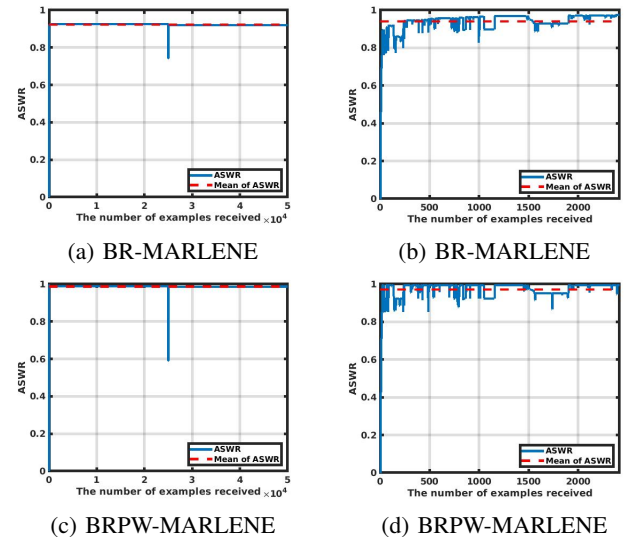 1
0.8
0.6
0.4
0.2
0
ASWR
ASWR
Mean of ASWR
0 1 2 3 4 5
The number of examples received ×10^4
(a) BR-MARLENE
1
0.8
0.6
0.4
0.2
0
ASWR
ASWR
Mean of ASWR
0 500 1000 1500 2000
The number of examples received
(b) BR-MARLENE
1
0.8
0.6
0.4
0.2
0
ASWR
ASWR
Mean of ASWR
0 1 2 3 4 5
The number of examples received ×10^4
(c) BRPW-MARLENE
1
0.8
0.6
0.4
0.2
0
ASWR
ASWR
Mean of ASWR
0 500 1000 1500 2000
The number of examples received
(d) BRPW-MARLENE